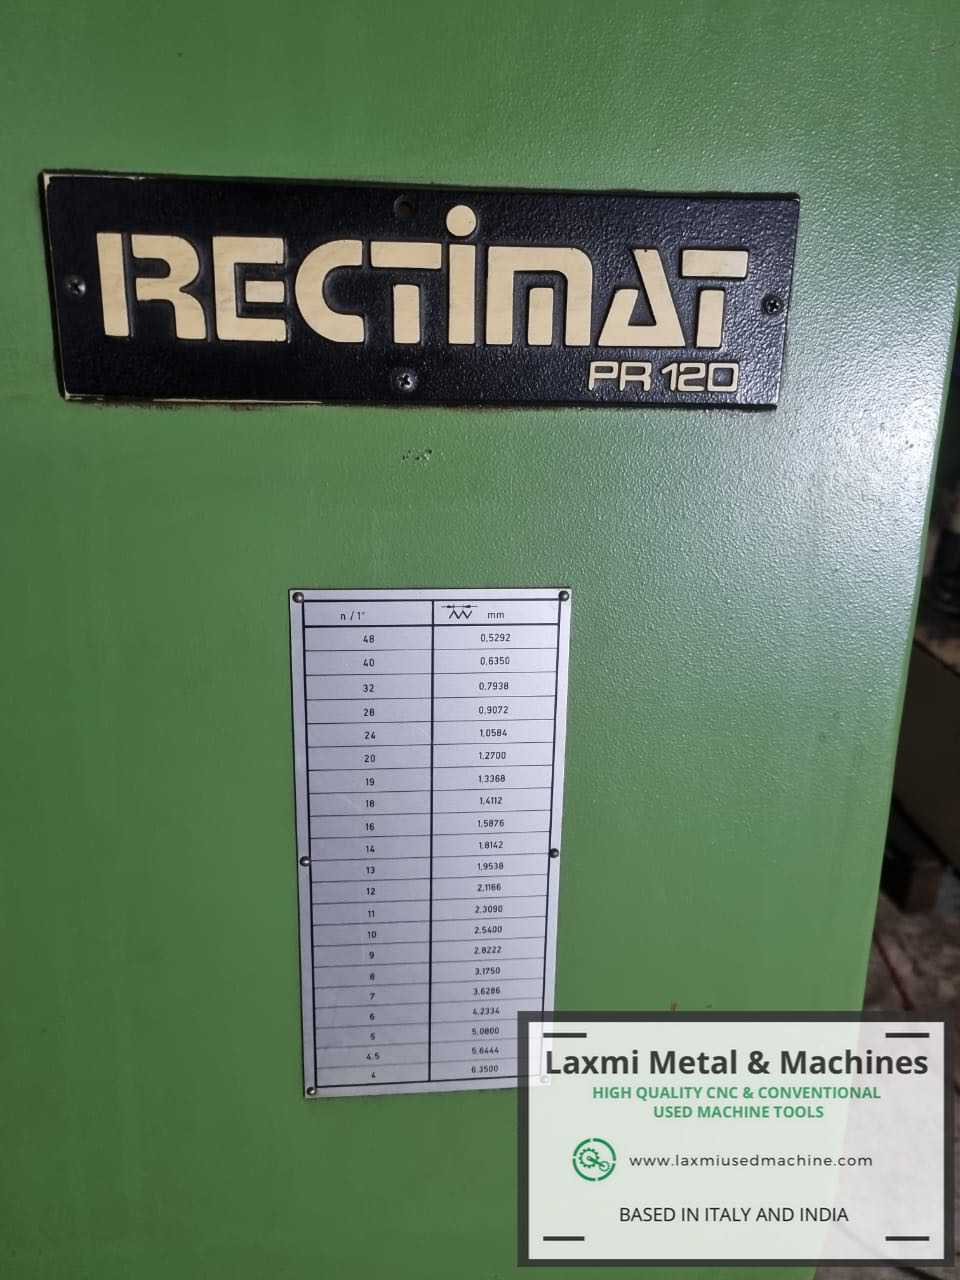 RECTIMAT
PR 120
n / 1" mm
48 0,5292
40 0,6350
32 0,7938
28 0,9072
24 1,0584
20 1,2700
19 1,3368
18 1,4112
16 1,5876
14 1,8142
13 1,9538
12 2,1166
11 2,3090
10 2,5400
9 2,8222
8 3,1750
7 3,6286
6 4,2334
5 5,0800
4.5 5,6444
4 6,3500
Laxmi Metal & Machines
HIGH QUALITY CNC & CONVENTIONAL
USED MACHINE TOOLS
www.laxmiusedmachine.com
BASED IN ITALY AND INDIA